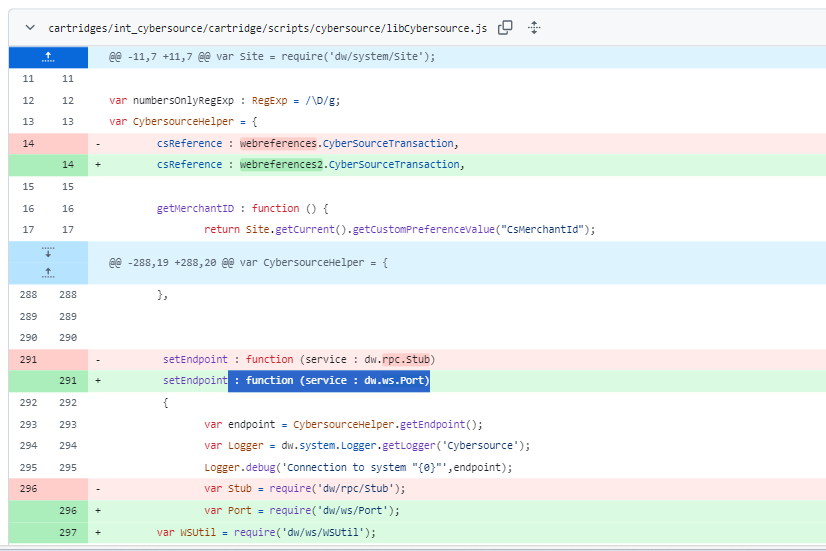 cartridges/int_cybersource/cartridge/scripts/cybersource/libCybersource.js
@@ -11,7 +11,7 @@ var Site = require('dw/system/Site');
11 11
12 12 var numbersOnlyRegExp : RegExp = /\D/g;
13 13 var CybersourceHelper = {
14 - csReference : webreferences.CyberSourceTransaction,
14 + csReference : webreferences2.CyberSourceTransaction,
15 15
16 16 getMerchantID : function () {
17 17 return Site.getCurrent().getCustomPreferenceValue("CsMerchantId");
@@ -288,19 +288,20 @@ var CybersourceHelper = {
288 288 },
289 289
290 290
291 - setEndpoint : function (service : dw.rpc.Stub)
291 + setEndpoint : function (service : dw.ws.Port)
292 292 {
293 293 var endpoint = CybersourceHelper.getEndpoint();
294 294 var Logger = dw.system.Logger.getLogger('Cybersource');
295 295 Logger.debug('Connection to system "{0}"',endpoint);
296 - var Stub = require('dw/rpc/Stub');
296 + var Port = require('dw/ws/Port');
297 + var WSUtil = require('dw/ws/WSUtil');